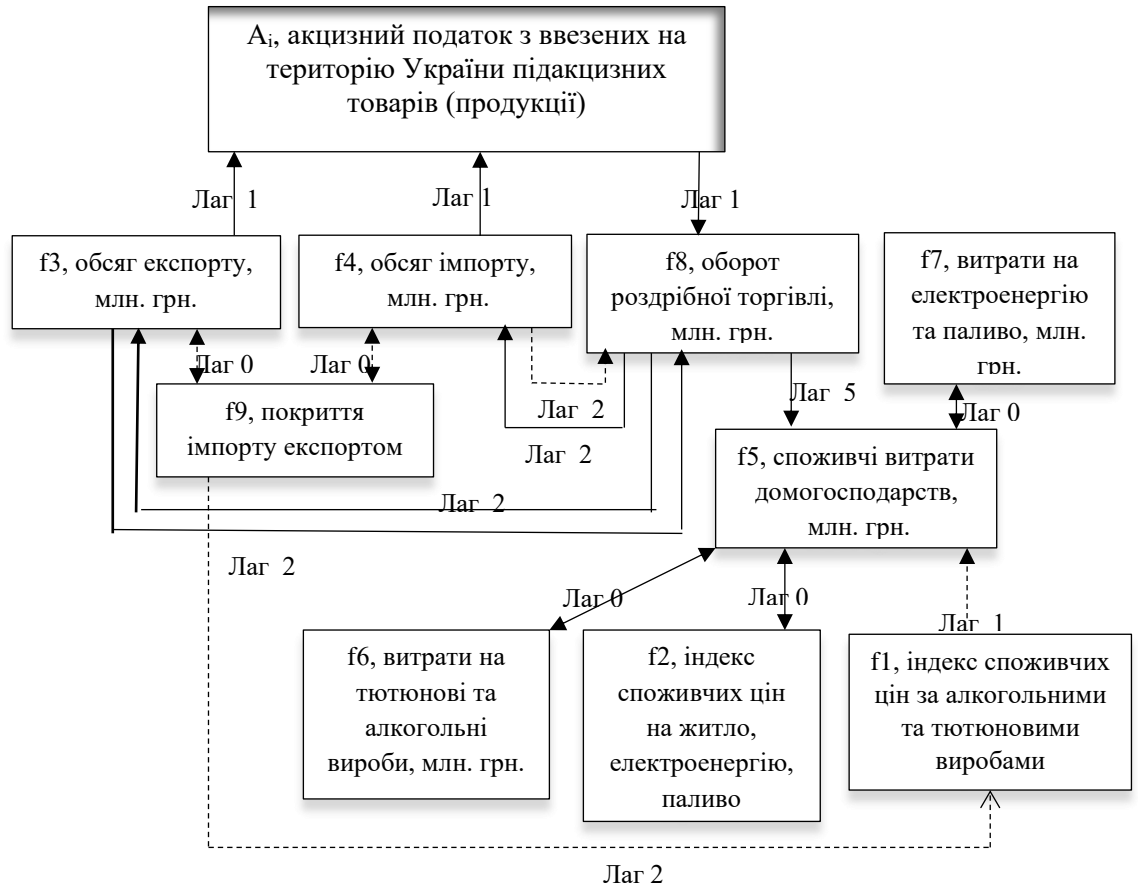 Aᵢ, акцизний податок з ввезених на
територію України підакцизних
товарів (продукції)
Лаг 1
Лаг 1
Лаг 1
f3, обсяг експорту,
млн. грн.
f4, обсяг імпорту,
млн. грн.
f8, оборот
роздрібної торгівлі,
млн. грн.
f7, витрати на
електроенергію
та паливо, млн.
грн.
Лаг 0
Лаг 0
Лаг 2
Лаг 5
Лаг 0
f9, покриття
імпорту експортом
Лаг 2
f5, споживчі витрати
домогосподарств,
млн. грн.
Лаг 2
Лаг 2
Лаг 0
Лаг 0
Лаг 1
f6, витрати на
тютюнові та
алкогольні
вироби, млн. грн.
f2, індекс
споживчих цін
на житло,
електроенергію,
паливо
f1, індекс споживчих
цін за алкогольними
та тютюновими
виробами
Лаг 2